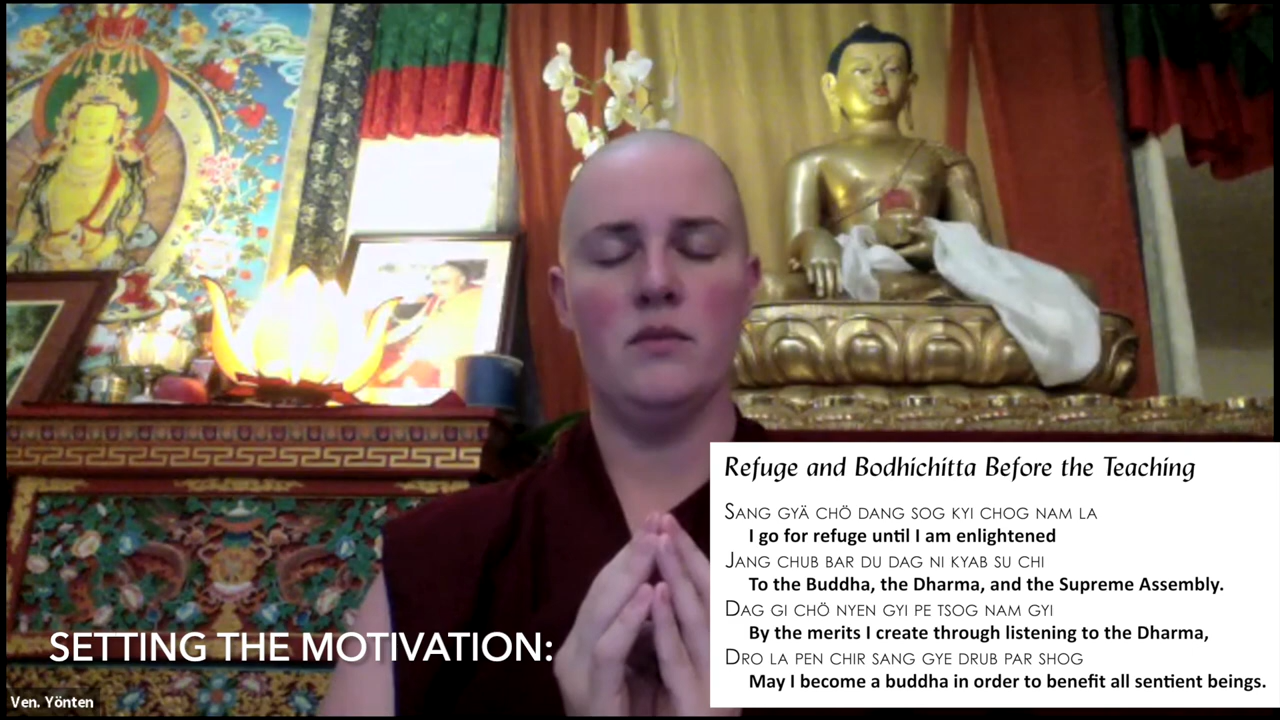 Refuge and Bodhichitta Before the Teaching
SANG GYÄ CHÖ DANG SOG KYI CHOG NAM LA
I go for refuge until I am enlightened
JANG CHUB BAR DU DAG NI KYAB SU CHI
To the Buddha, the Dharma, and the Supreme Assembly.
DAG GI CHÖ NYEN GYI PE TSOG NAM GYI
By the merits I create through listening to the Dharma,
DRO LA PEN CHIR SANG GYE DRUB PAR SHOG
May I become a buddha in order to benefit all sentient beings.
SETTING THE MOTIVATION:
Ven. Yönten